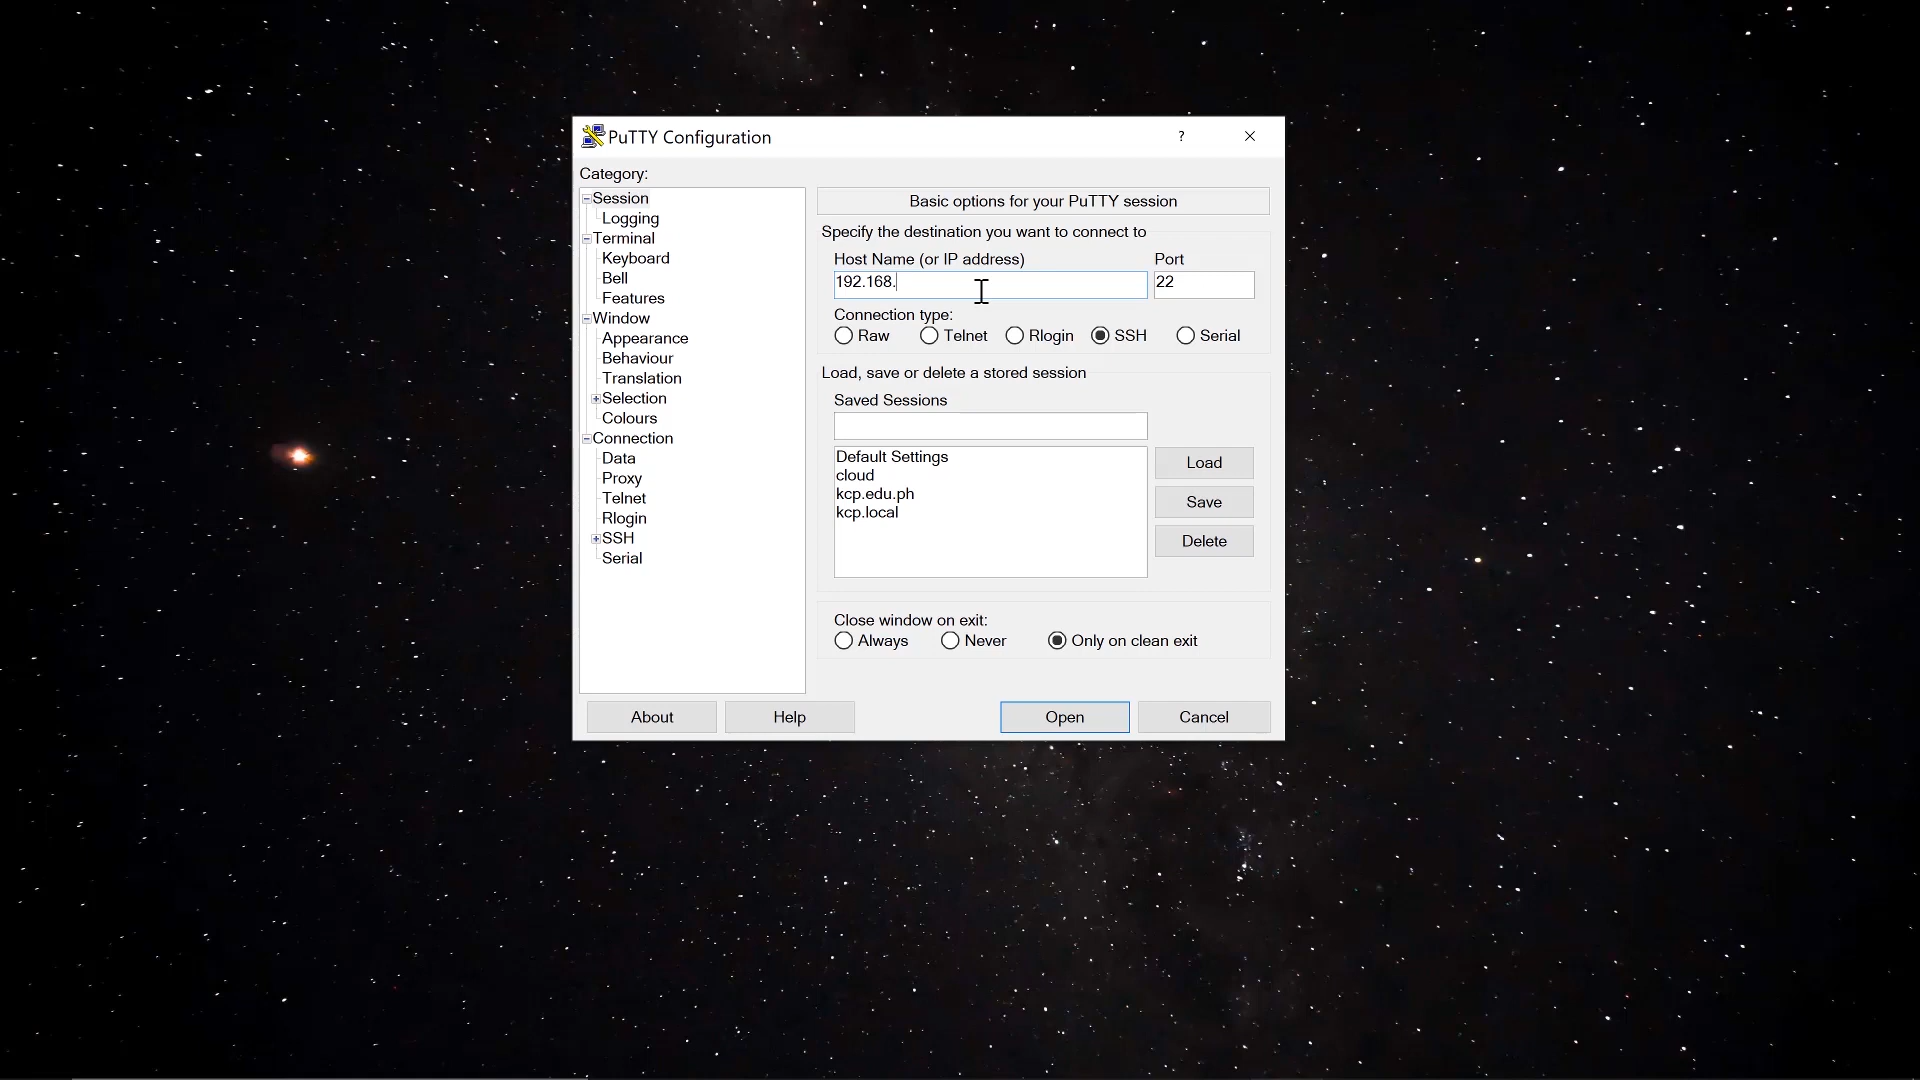 PuTTY Configuration
?
Category:
Session
Logging
Terminal
Keyboard
Bell
Features
Window
Appearance
Behaviour
Translation
Selection
Colours
Connection
Data
Proxy
Telnet
Rlogin
SSH
Serial
Basic options for your PuTTY session
Specify the destination you want to connect to
Host Name (or IP address) Port
192.168. 22
Connection type:
Raw Telnet Rlogin SSH Serial
Load, save or delete a stored session
Saved Sessions
Default Settings
cloud
kcp.edu.ph
kcp.local
Load
Save
Delete
Close window on exit:
Always Never Only on clean exit
About Help Open Cancel